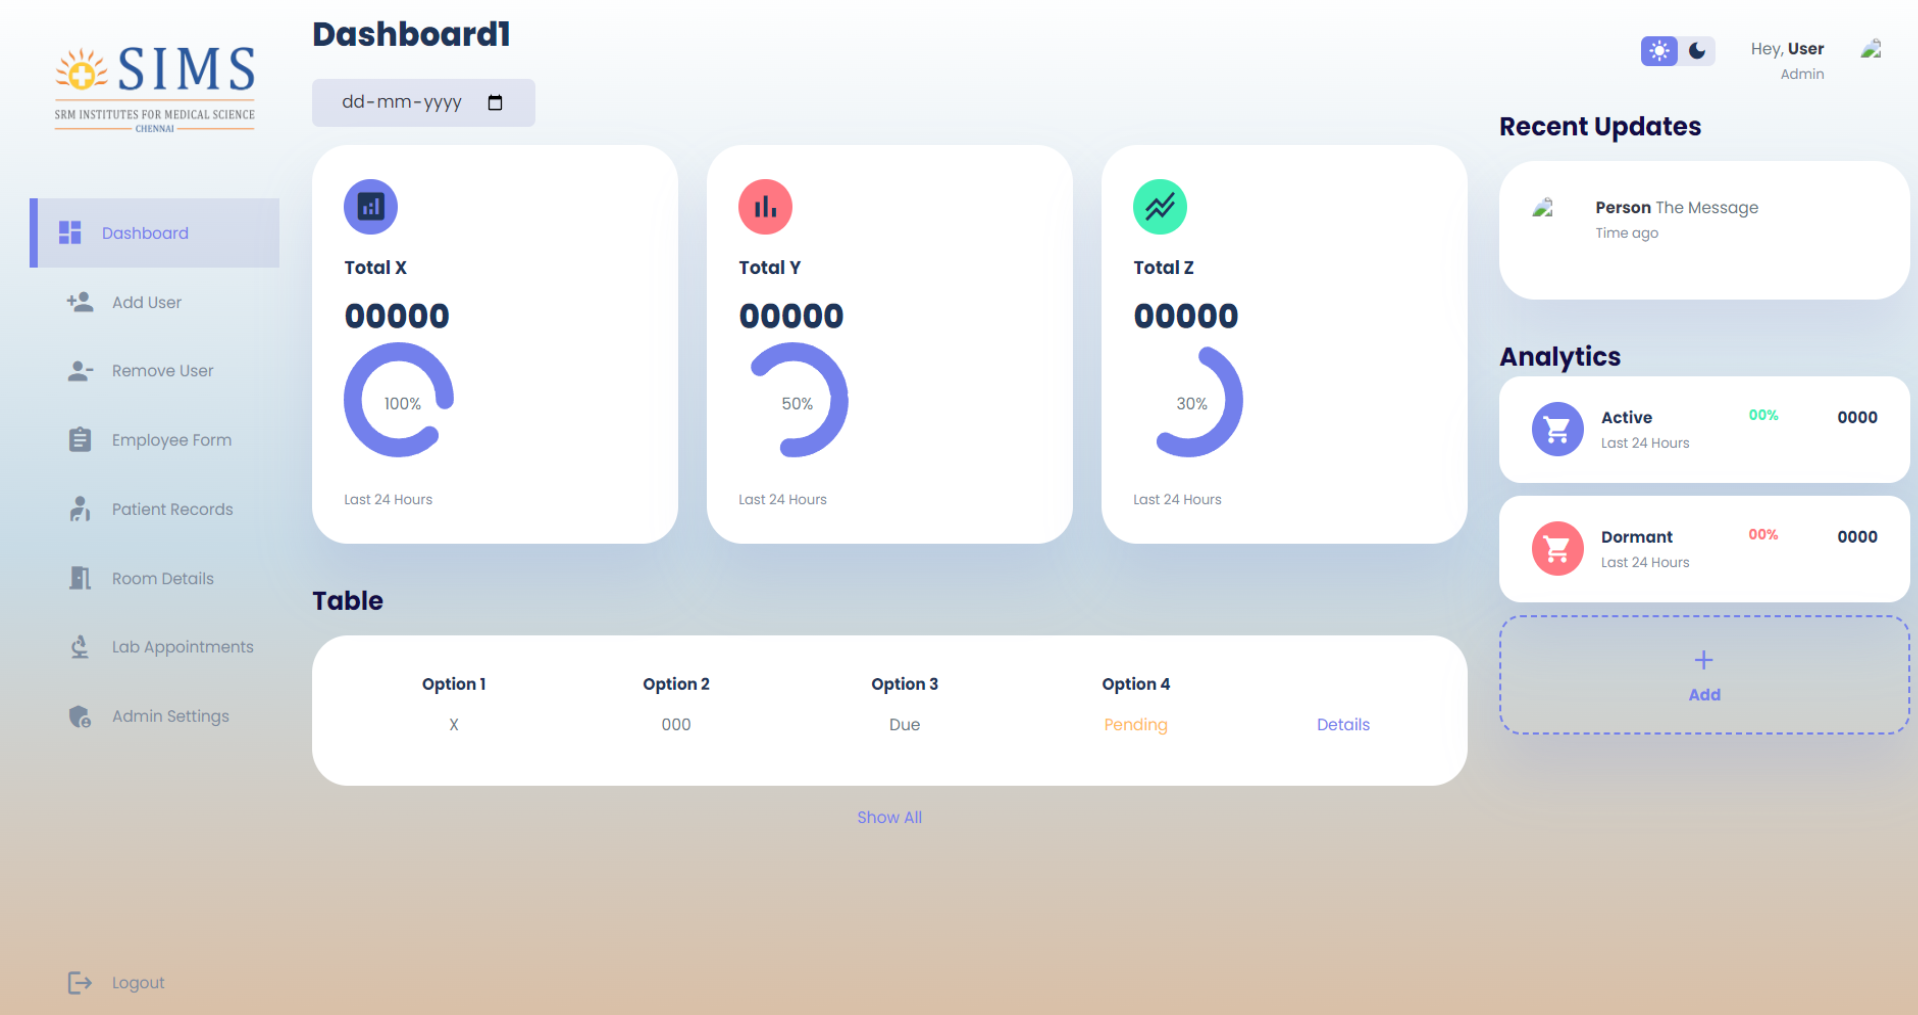 SIMS
SRM INSTITUTES FOR MEDICAL SCIENCE
CHENNAI
Dashboard
Add User
Remove User
Employee Form
Patient Records
Room Details
Lab Appointments
Admin Settings
Logout
Dashboard1
dd-mm-yyyy
Total X
00000
100%
Last 24 Hours
Total Y
00000
50%
Last 24 Hours
Total Z
00000
30%
Last 24 Hours
Table
Option 1 Option 2 Option 3 Option 4
X 000 Due Pending Details
Show All
Hey, User
Admin
Recent Updates
Person The Message
Time ago
Analytics
Active 00% 0000
Last 24 Hours
Dormant 00% 0000
Last 24 Hours
+
Add